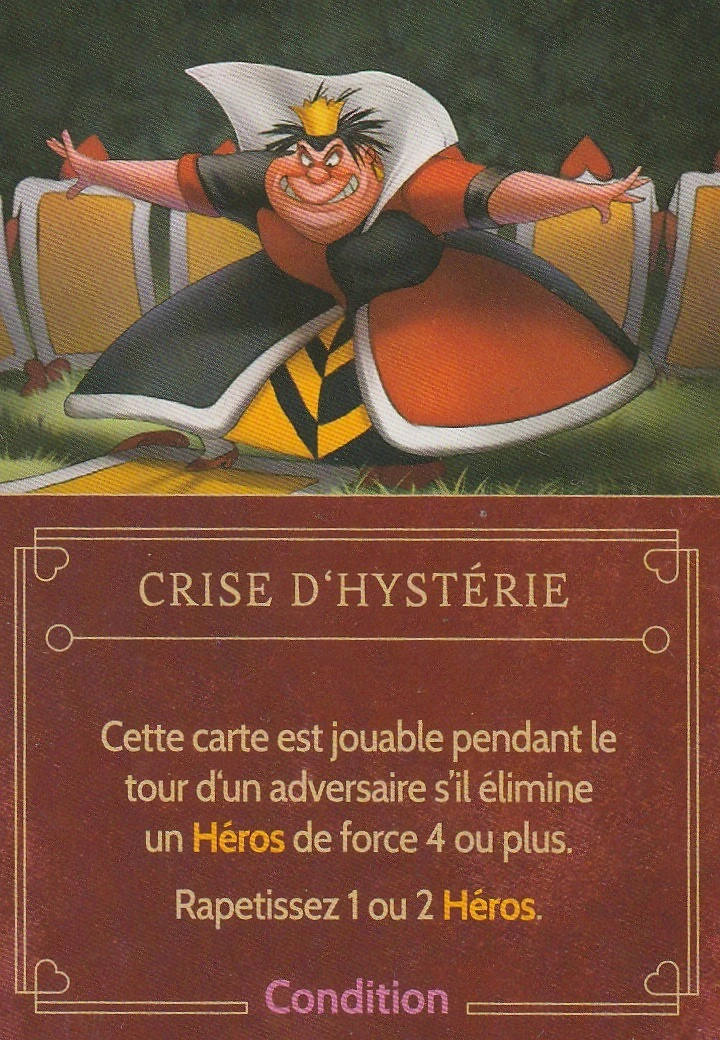 CRISE D‘HYSTÉRIE
Cette carte est jouable pendant le
tour d‘un adversaire s’il élimine
un Héros de force 4 ou plus.
Rapetissez 1 ou 2 Héros.
Condition